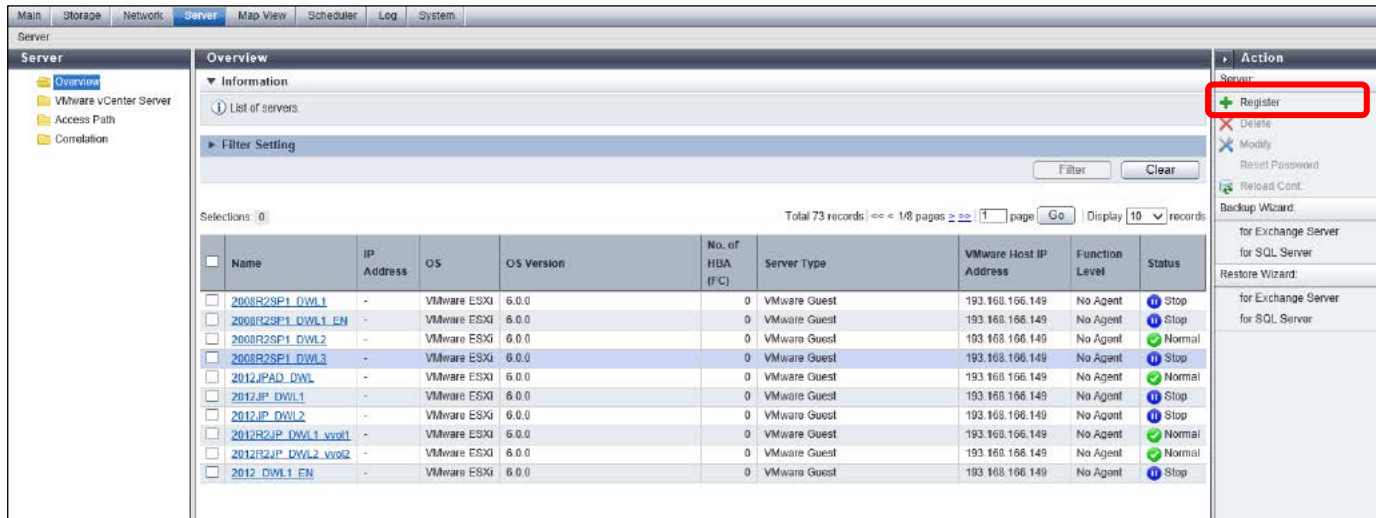 Main Storage Network Server Map View Scheduler Log System
Server
Server
Overview
VMware vCenter Server
Access Path
Correlation
Overview
▼ Information
List of servers.
▶ Filter Setting
Filter Clear
Selections: 0 Total 73 records << < 1/8 pages > >> 1 page Go Display 10 records
Name IP Address OS OS Version No. of HBA (FC) Server Type VMware Host IP Address Function Level Status
2008R2SP1_DWL1 - VMware ESXi 6.0.0 0 VMware Guest 193.168.166.149 No Agent Stop
2008R2SP1_DWL1_EN - VMware ESXi 6.0.0 0 VMware Guest 193.168.166.149 No Agent Stop
2008R2SP1_DWL2 - VMware ESXi 6.0.0 0 VMware Guest 193.168.166.149 No Agent Normal
2008R2SP1_DWL3 - VMware ESXi 6.0.0 0 VMware Guest 193.168.166.149 No Agent Stop
2012JPAD_DWL - VMware ESXi 6.0.0 0 VMware Guest 193.168.166.149 No Agent Normal
2012JP_DWL1 - VMware ESXi 6.0.0 0 VMware Guest 193.168.166.149 No Agent Stop
2012JP_DWL2 - VMware ESXi 6.0.0 0 VMware Guest 193.168.166.149 No Agent Stop
2012R2JP_DWL1_vvol1 - VMware ESXi 6.0.0 0 VMware Guest 193.168.166.149 No Agent Normal
2012R2JP_DWL2_vvol2 - VMware ESXi 6.0.0 0 VMware Guest 193.168.166.149 No Agent Normal
2012_DWL1_EN - VMware ESXi 6.0.0 0 VMware Guest 193.168.166.149 No Agent Stop
Action
Server:
Register
Delete
Modify
Reset Password
Reload Conf.
Backup Wizard:
for Exchange Server
for SQL Server
Restore Wizard:
for Exchange Server
for SQL Server